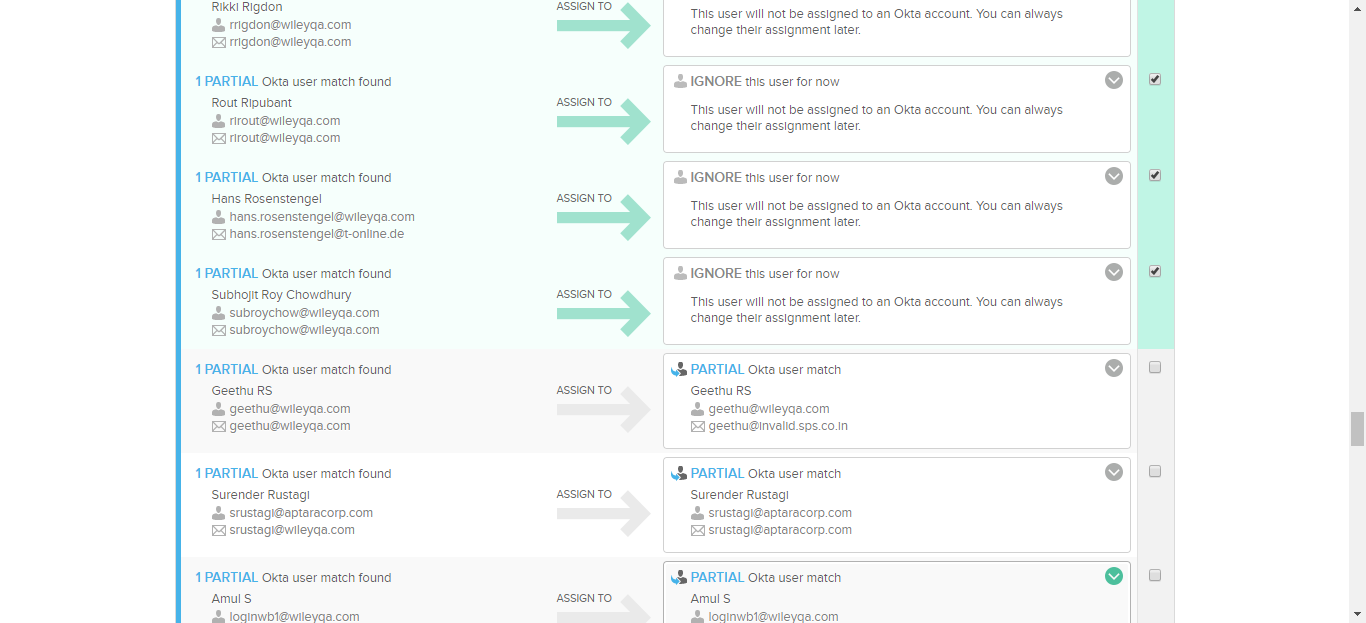 Rikki Rigdon
rrigdon@wileyqa.com
rrigdon@wileyqa.com
ASSIGN TO
This user will not be assigned to an Okta account. You can always
change their assignment later.
1 PARTIAL Okta user match found
Rout Ripubant
rirout@wileyqa.com
rirout@wileyqa.com
ASSIGN TO
IGNORE this user for now
This user will not be assigned to an Okta account. You can always
change their assignment later.
1 PARTIAL Okta user match found
Hans Rosenstengel
hans.rosenstengel@wileyqa.com
hans.rosenstengel@t-online.de
ASSIGN TO
IGNORE this user for now
This user will not be assigned to an Okta account. You can always
change their assignment later.
1 PARTIAL Okta user match found
Subhojit Roy Chowdhury
subroychow@wileyqa.com
subroychow@wileyqa.com
ASSIGN TO
IGNORE this user for now
This user will not be assigned to an Okta account. You can always
change their assignment later.
1 PARTIAL Okta user match found
Geethu RS
geethu@wileyqa.com
geethu@wileyqa.com
ASSIGN TO
PARTIAL Okta user match
Geethu RS
geethu@wileyqa.com
geethu@invalid.sps.co.in
1 PARTIAL Okta user match found
Surender Rustagi
srustagi@aptaracorp.com
srustagi@wileyqa.com
ASSIGN TO
PARTIAL Okta user match
Surender Rustagi
srustagi@aptaracorp.com
srustagi@aptaracorp.com
1 PARTIAL Okta user match found
Amul S
loginwb1@wileyqa.com
ASSIGN TO
PARTIAL Okta user match
Amul S
loginwb1@wileyqa.com